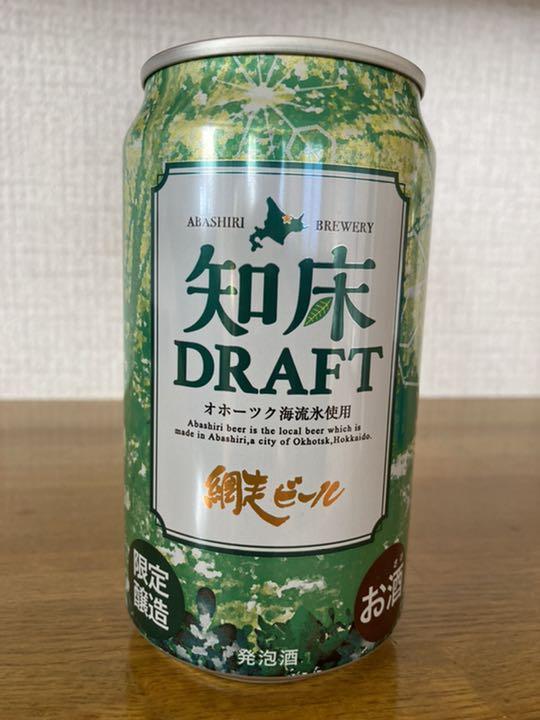 ABASHIRI BREWERY
知床
DRAFT
オホーツク海流氷使用
Abashiri beer is the local beer which is
made in Abashiri,a city of Okhotsk,Hokkaido.
網走ビール
限定
醸造
お酒
発泡酒